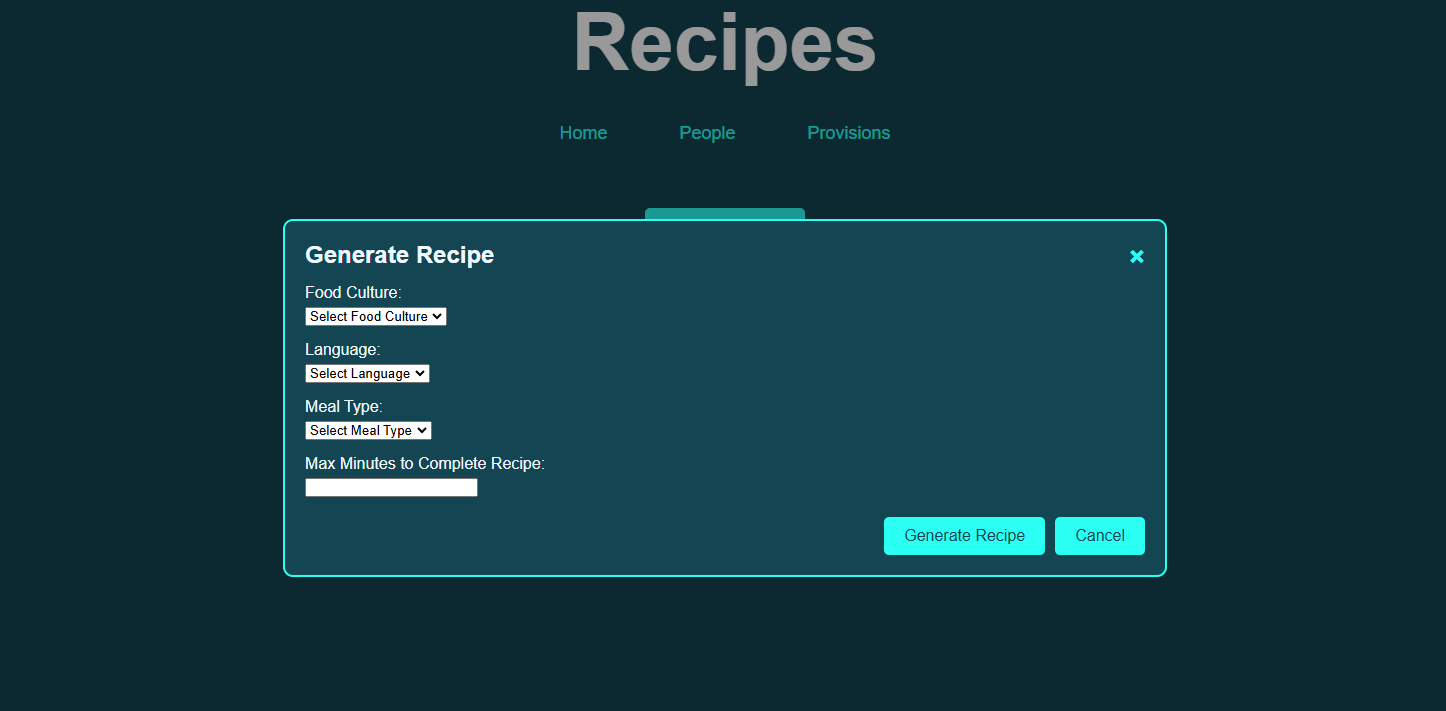 Recipes
Home People Provisions
Generate Recipe
Food Culture:
Select Food Culture
Language:
Select Language
Meal Type:
Select Meal Type
Max Minutes to Complete Recipe:
Generate Recipe Cancel